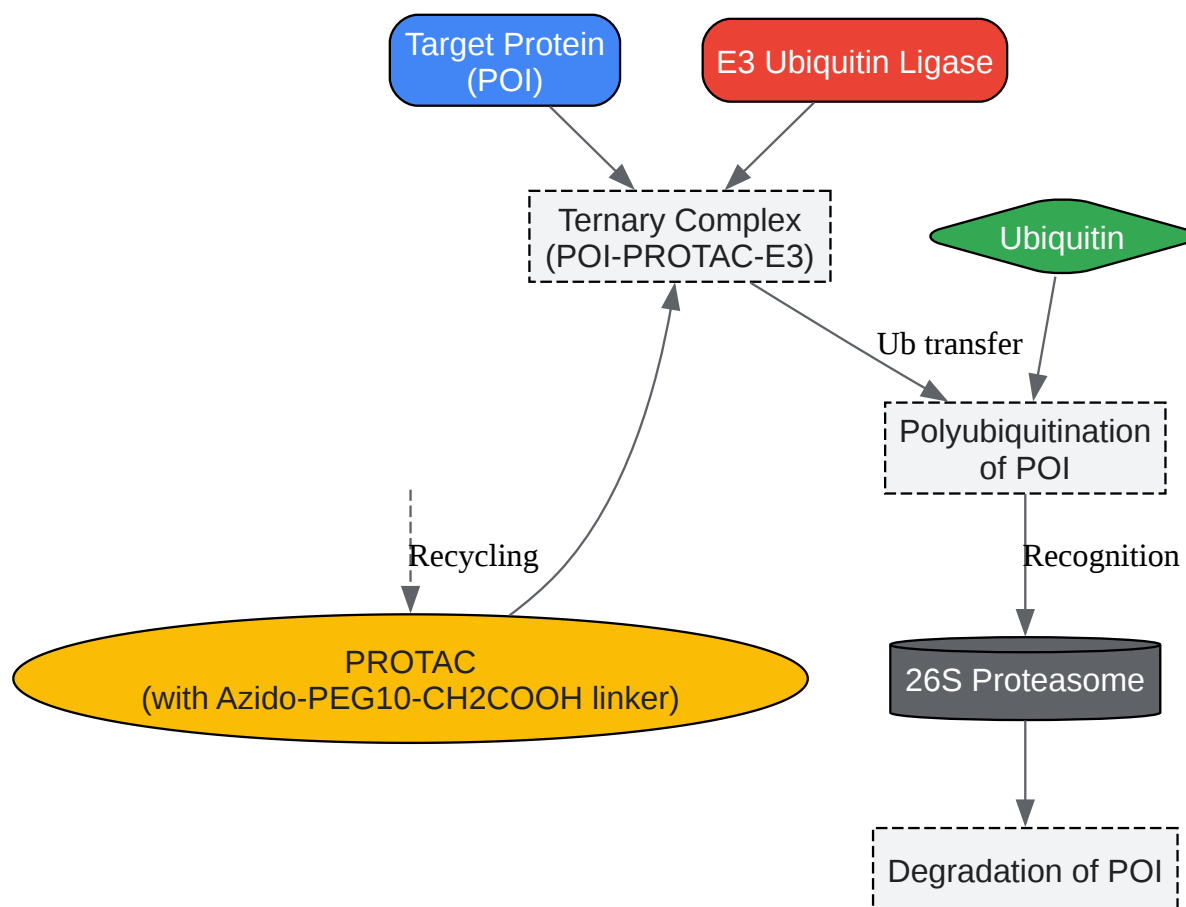 Target Protein
(POI)
E3 Ubiquitin Ligase
Ternary Complex
(POI-PROTAC-E3)
Ubiquitin
Ub transfer
Polyubiquitination
of POI
Recycling
Recognition
PROTAC
(with Azido-PEG10-CH2COOH linker)
26S Proteasome
Degradation of POI